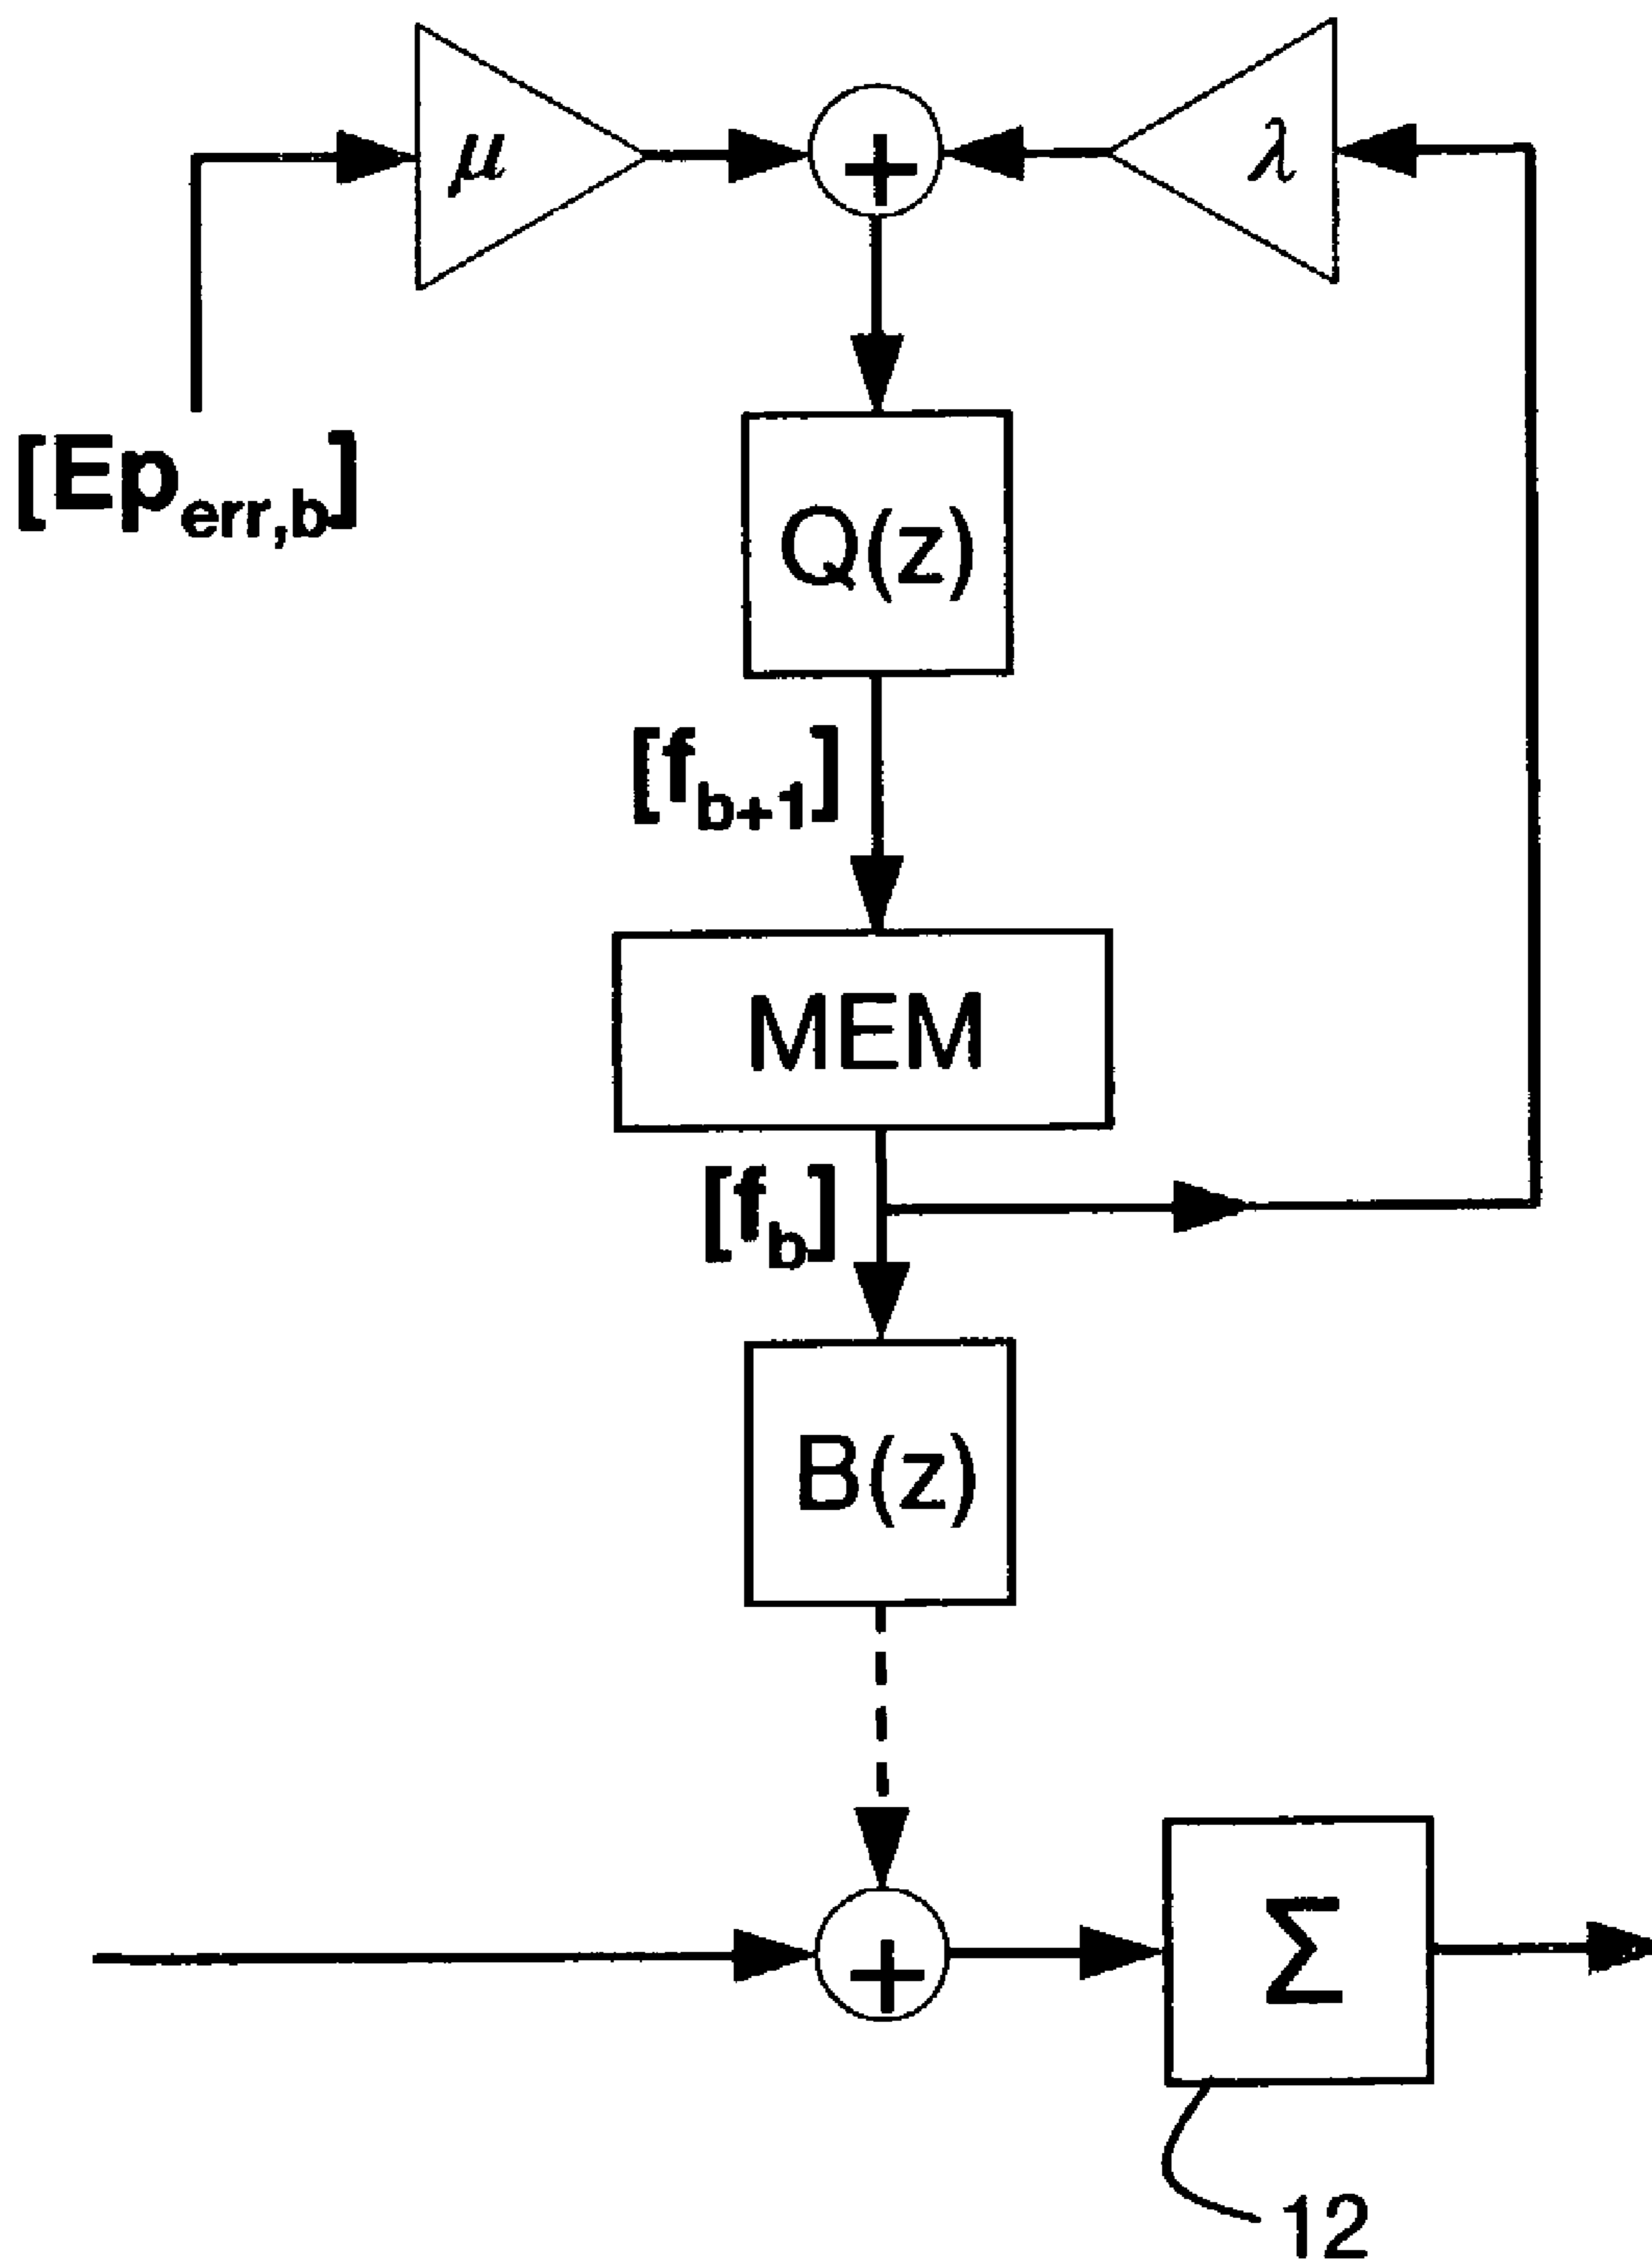 μ + λ
[Ep_err,b]
Q(z)
[f_b+1]
MEM
[f_b]
B(z)
+ Σ
12